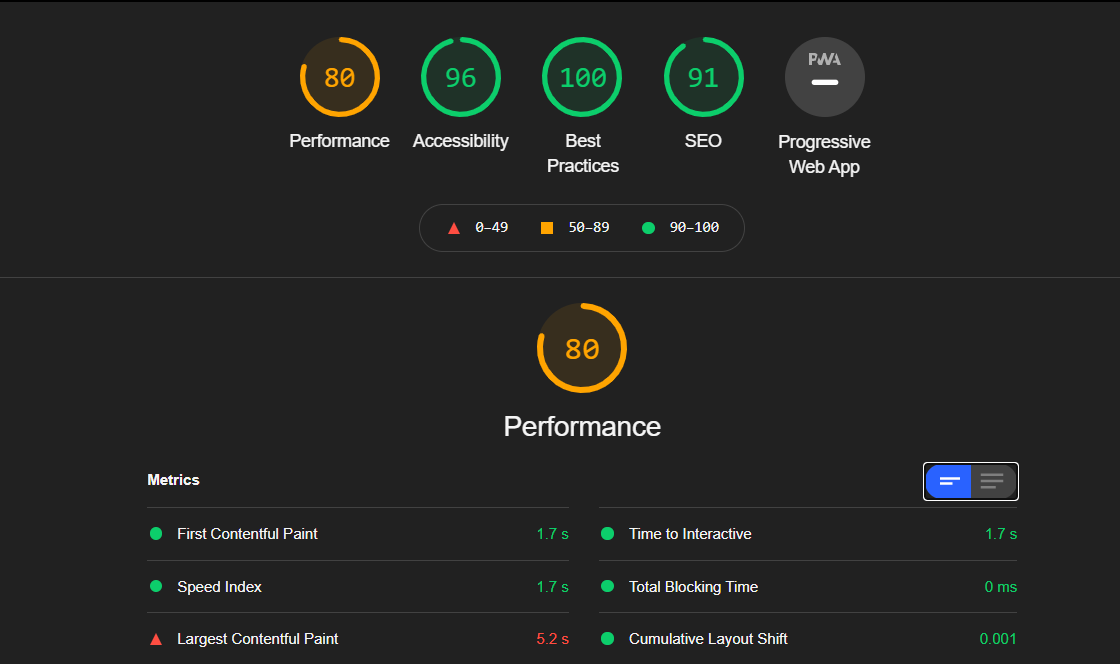 80 96 100 91 PWA
Performance Accessibility Best Practices SEO Progressive Web App
0–49 50–89 90–100
80
Performance
Metrics
First Contentful Paint 1.7 s
Time to Interactive 1.7 s
Speed Index 1.7 s
Total Blocking Time 0 ms
Largest Contentful Paint 5.2 s
Cumulative Layout Shift 0.001